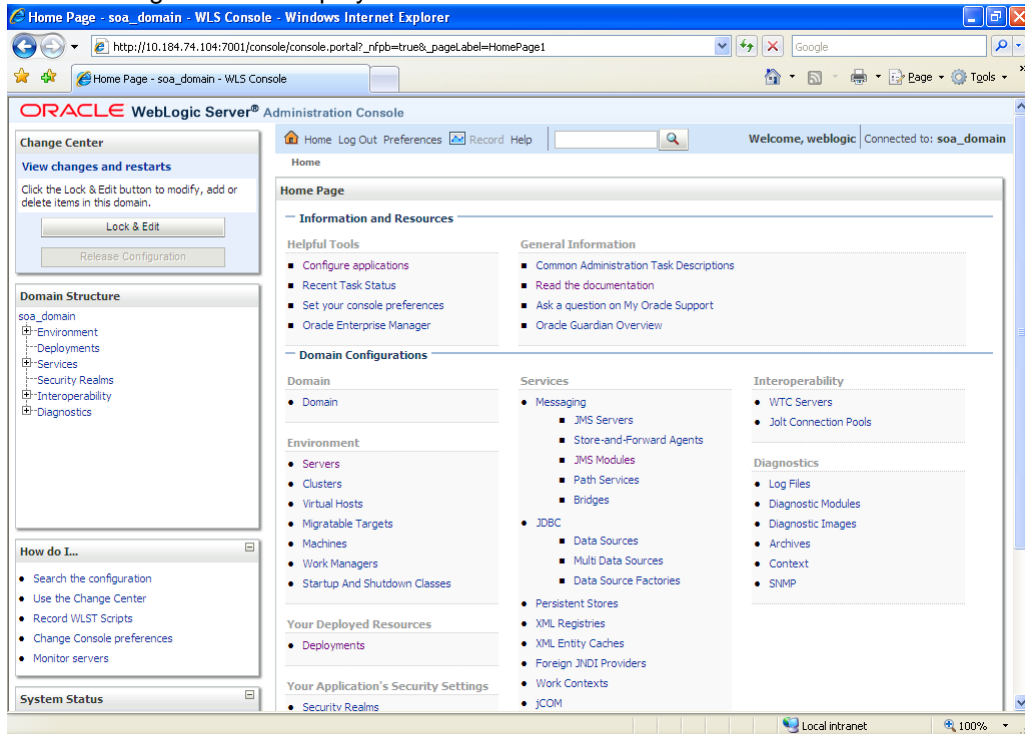 Home Page - soa_domain - WLS Console - Windows Internet Explorer
http://10.184.74.104:7001/console/console.portal?_nfpb=true&_pageLabel=HomePage1
Google
Home Page - soa_domain - WLS Console
Page
Tools
ORACLE WebLogic Server® Administration Console
Change Center
View changes and restarts
Click the Lock & Edit button to modify, add or
delete items in this domain.
Lock & Edit
Release Configuration
Domain Structure
soa_domain
Environment
Deployments
Services
Security Realms
Interoperability
Diagnostics
How do I...
Search the configuration
Use the Change Center
Record WLST Scripts
Change Console preferences
Monitor servers
System Status
Home Log Out Preferences Record Help
Welcome, weblogic Connected to: soa_domain
Home
Home Page
Information and Resources
Helpful Tools
Configure applications
Recent Task Status
Set your console preferences
Oracle Enterprise Manager
General Information
Common Administration Task Descriptions
Read the documentation
Ask a question on My Oracle Support
Oracle Guardian Overview
Domain Configurations
Domain
Domain
Environment
Servers
Clusters
Virtual Hosts
Migratable Targets
Machines
Work Managers
Startup And Shutdown Classes
Your Deployed Resources
Deployments
Your Application's Security Settings
Security Realms
Services
Messaging
JMS Servers
Store-and-Forward Agents
JMS Modules
Path Services
Bridges
JDBC
Data Sources
Multi Data Sources
Data Source Factories
Persistent Stores
XML Registries
XML Entity Caches
Foreign JNDI Providers
Work Contexts
jCOM
Interoperability
WTC Servers
Jolt Connection Pools
Diagnostics
Log Files
Diagnostic Modules
Diagnostic Images
Archives
Context
SNMP
Local intranet
100%